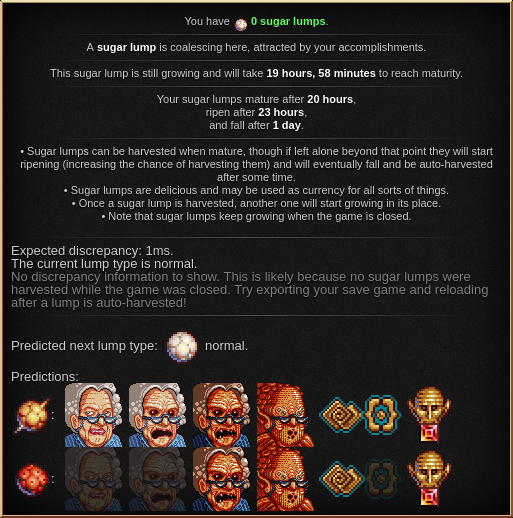 You have 0 sugar lumps.
A sugar lump is coalescing here, attracted by your accomplishments.
This sugar lump is still growing and will take 19 hours, 58 minutes to reach maturity.
Your sugar lumps mature after 20 hours,
ripen after 23 hours,
and fall after 1 day.
• Sugar lumps can be harvested when mature, though if left alone beyond that point they will start
ripening (increasing the chance of harvesting them) and will eventually fall and be auto-harvested
after some time.
• Sugar lumps are delicious and may be used as currency for all sorts of things.
• Once a sugar lump is harvested, another one will start growing in its place.
• Note that sugar lumps keep growing when the game is closed.
Expected discrepancy: 1ms.
The current lump type is normal.
No discrepancy information to show. This is likely because no sugar lumps were
harvested while the game was closed. Try exporting your save game and reloading
after a lump is auto-harvested!
Predicted next lump type: normal.
Predictions:
:
: